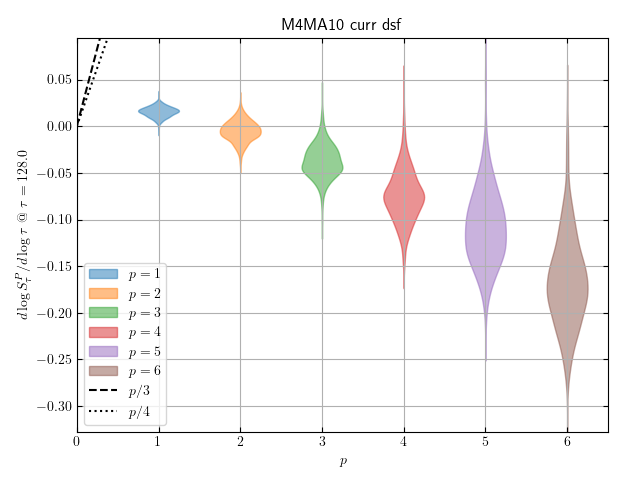 M4MA10 curr dsf
d log S_τ^P / d log τ @ τ = 128.0
0.05
0.00
−0.05
−0.10
−0.15
−0.20
−0.25
−0.30
p = 1
p = 2
p = 3
p = 4
p = 5
p = 6
p/3
p/4
0 1 2 3 4 5 6
p